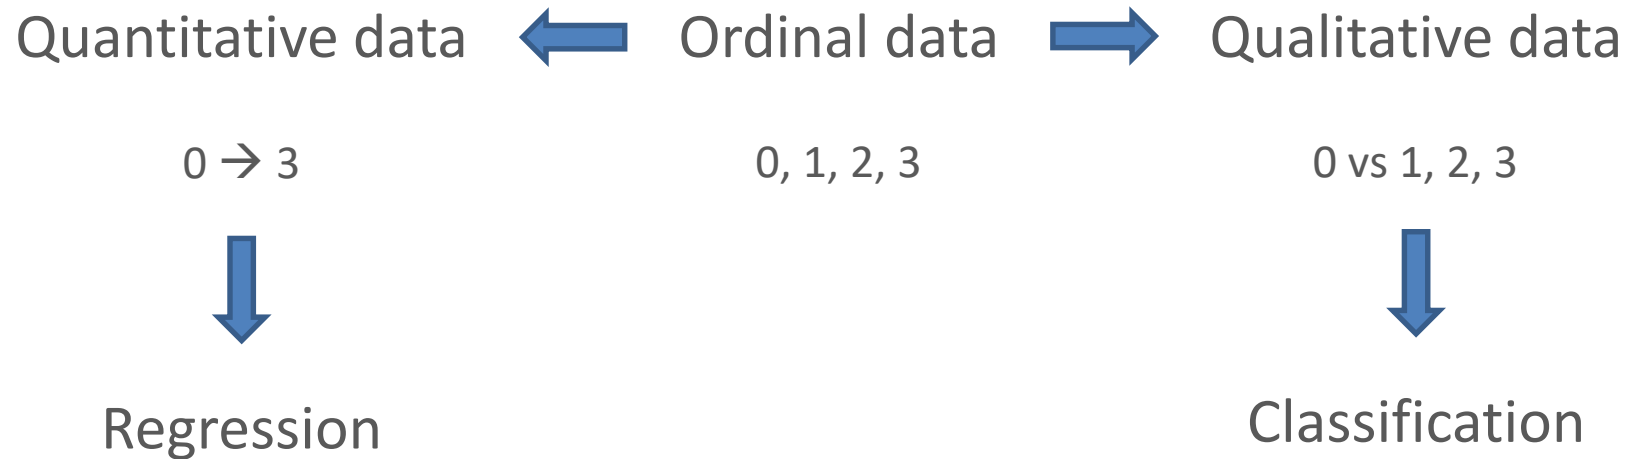 Quantitative data Ordinal data Qualitative data
0 → 3 0, 1, 2, 3 0 vs 1, 2, 3
Regression Classification